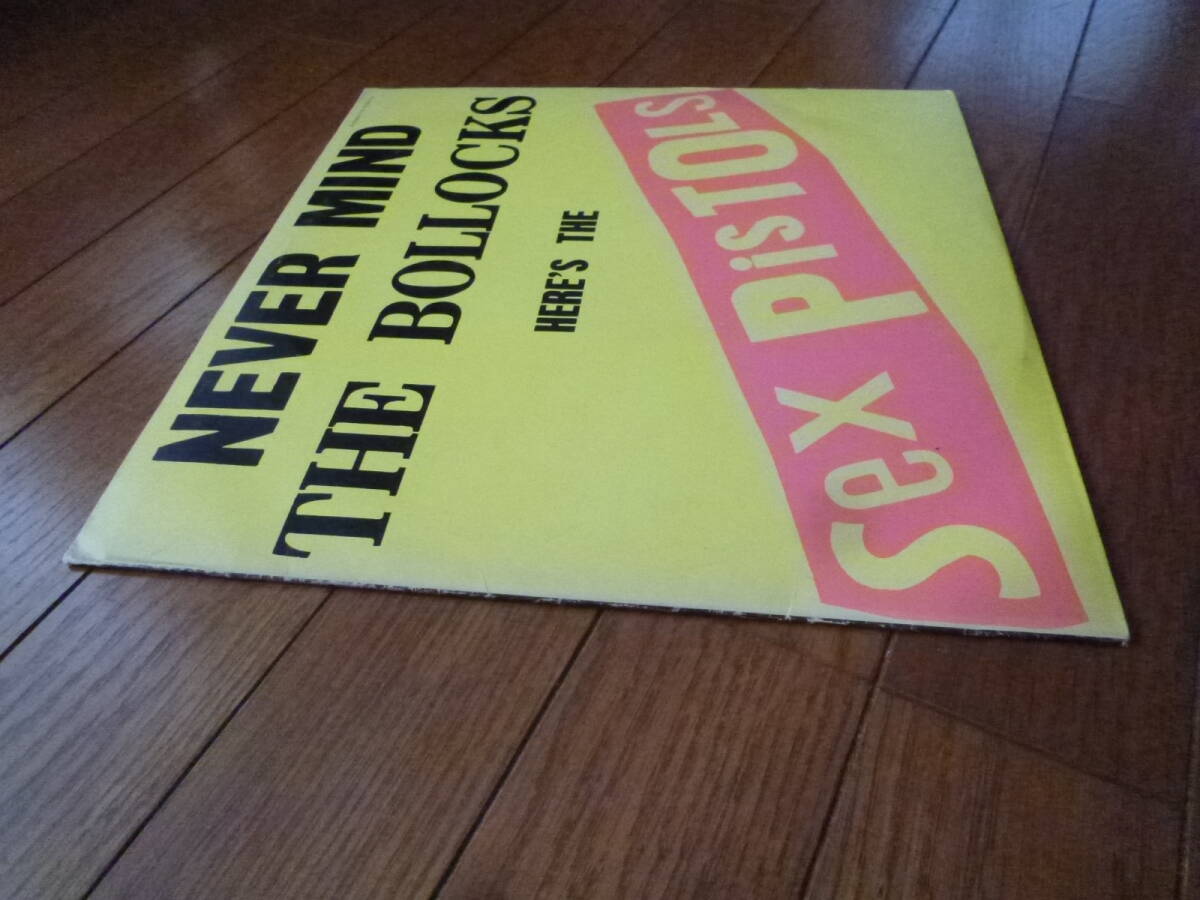 NEVER MIND
THE BOLLOCKS
HERE'S THE
Sex PisTOLS